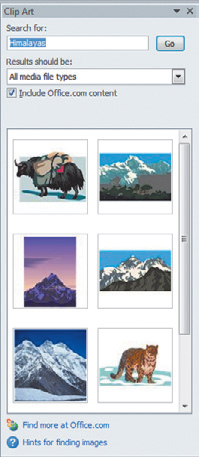 Clip Art
Search for:
Himalayas
Go
Results should be:
All media file types
Include Office.com content
Find more at Office.com
Hints for finding images